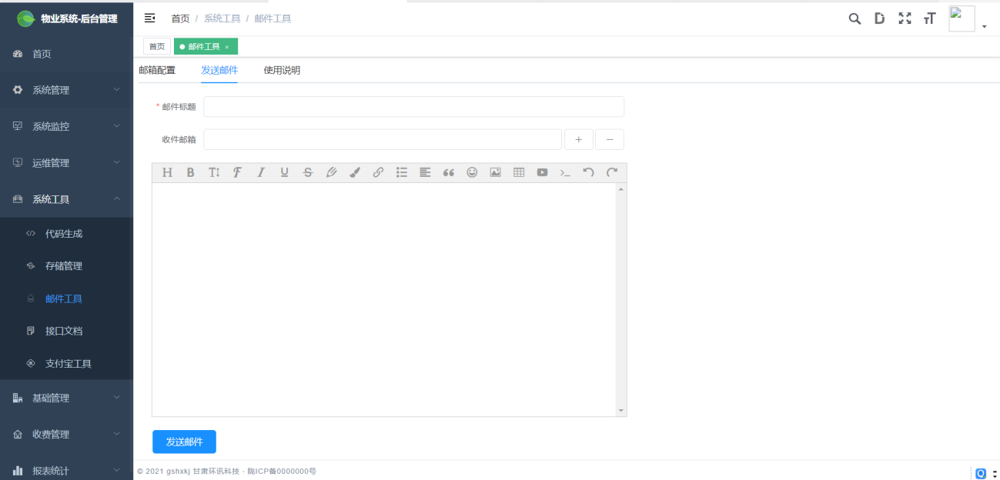 物业系统-后台管理
首页 / 系统工具 / 邮件工具
首页
邮件工具 ×
首页
系统管理
系统监控
运维管理
系统工具
代码生成
存储管理
邮件工具
接口文档
支付宝工具
基础管理
收费管理
报表统计
邮箱配置
发送邮件
使用说明
* 邮件标题
收件邮箱
发送邮件
© 2021 gshxkj 甘肃环讯科技 · 陇ICP备0000000号